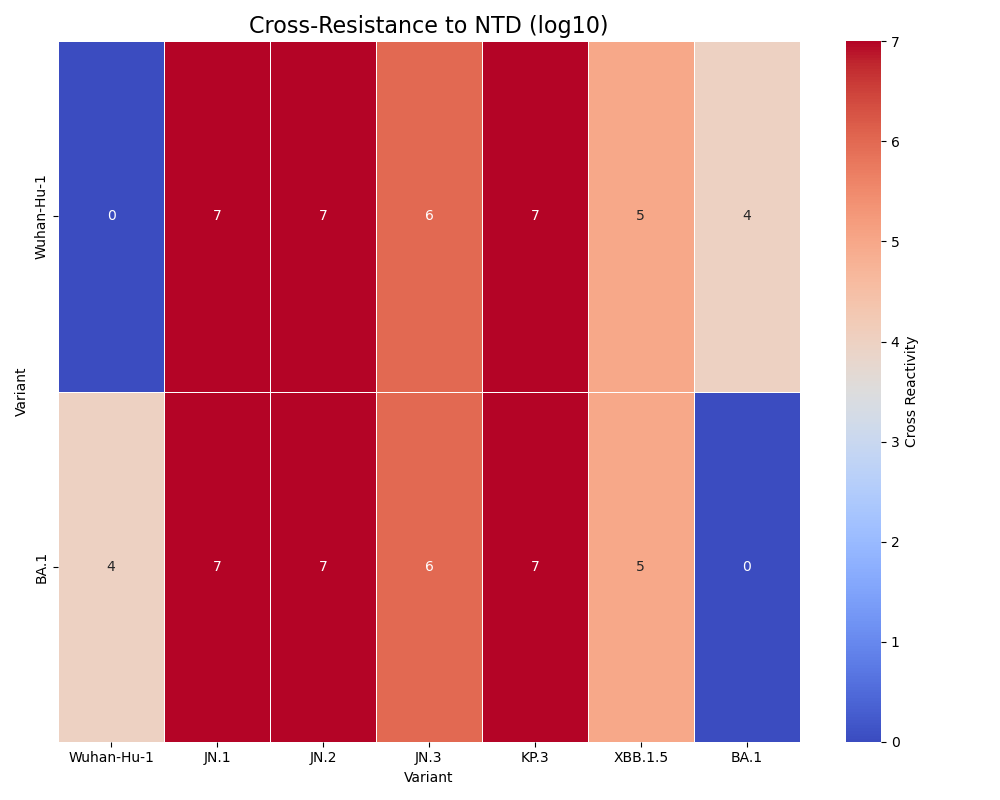 Cross-Resistance to NTD (log10)
Wuhan-Hu-1
0 7 7 6 7 5 4
BA.1
4 7 7 6 7 5 0
Variant
Wuhan-Hu-1 JN.1 JN.2 JN.3 KP.3 XBB.1.5 BA.1
Variant
7
6
5
4
3
2
1
0
Cross Reactivity